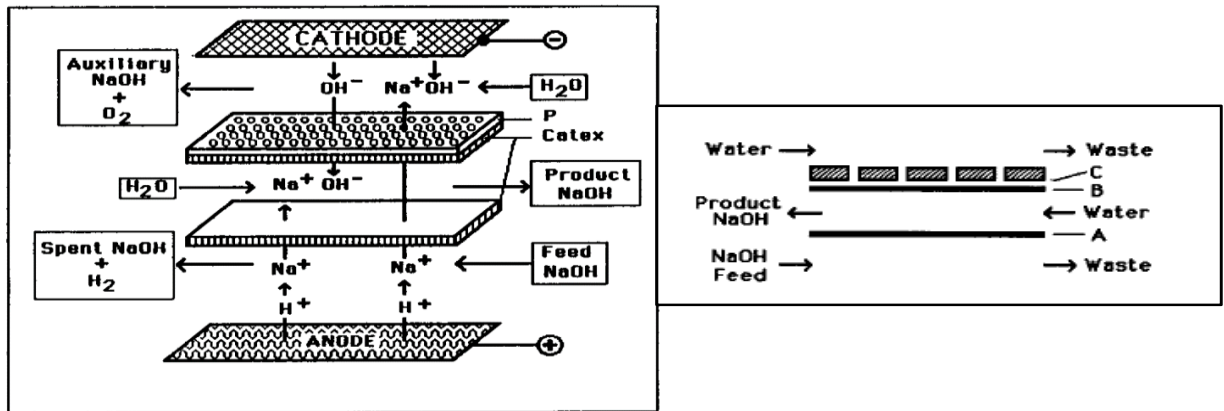 CATHODE
⊖
Auxiliary
NaOH
+
O₂
OH⁻
Na⁺OH⁻
H₂O
P
Catex
H₂O
Na⁺ OH⁻
Product
NaOH
Spent NaOH
+
H₂
Na⁺
Na⁺
Feed
NaOH
H⁺
H⁺
ANODE
⊕
Water
Waste
C
B
Product
NaOH
Water
A
NaOH
Feed
Waste